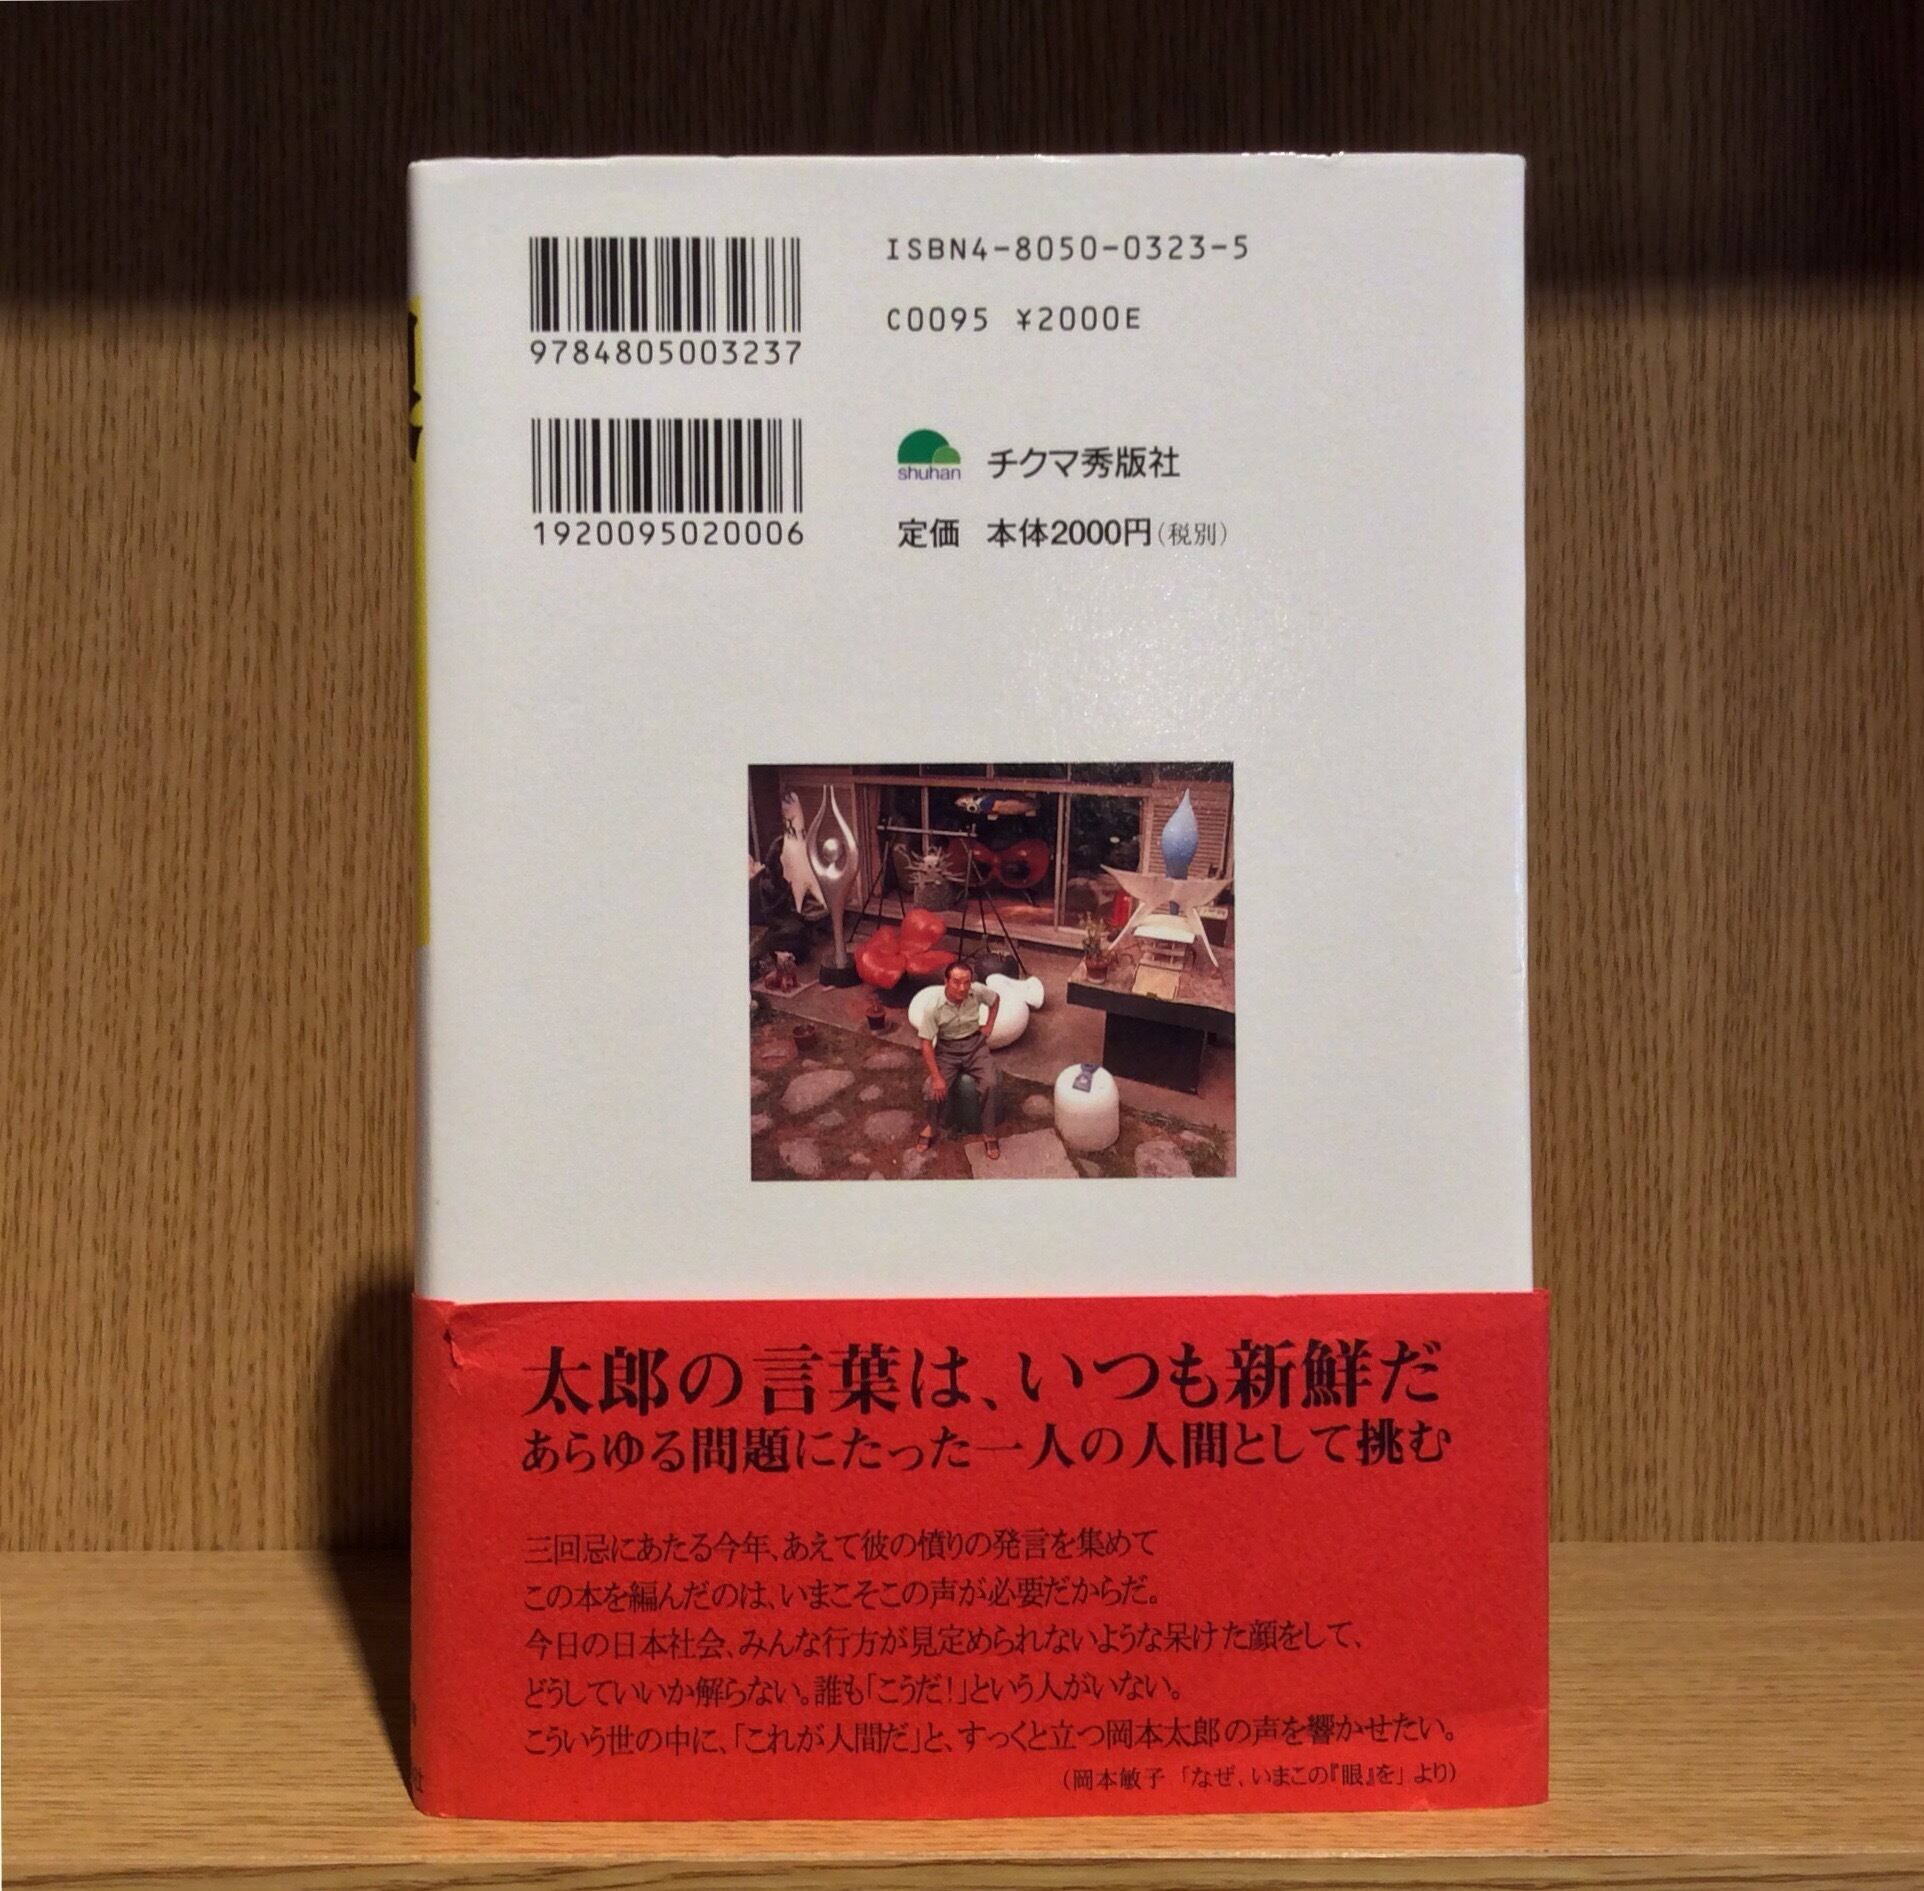 ISBN4-8050-0323-5
C0095 ¥2000E
9784805003237
shuhan チクマ秀版社
1920095020006
定価 本体2000円(税別)
太郎の言葉は、いつも新鮮だ
あらゆる問題にたった一人の人間として挑む
三回忌にあたる今年、あえて彼の憤りの発言を集めて
この本を編んだのは、いまこそこの声が必要だからだ。
今日の日本社会、みんな行方が見定められないような呆けた顔をして、
どうしていいか解らない。誰も「こうだ!」という人がいない。
こういう世の中に、「これが人間だ」と、すっくと立つ岡本太郎の声を響かせたい。
(岡本敏子 「なぜ、いまこの『眼』を」より)